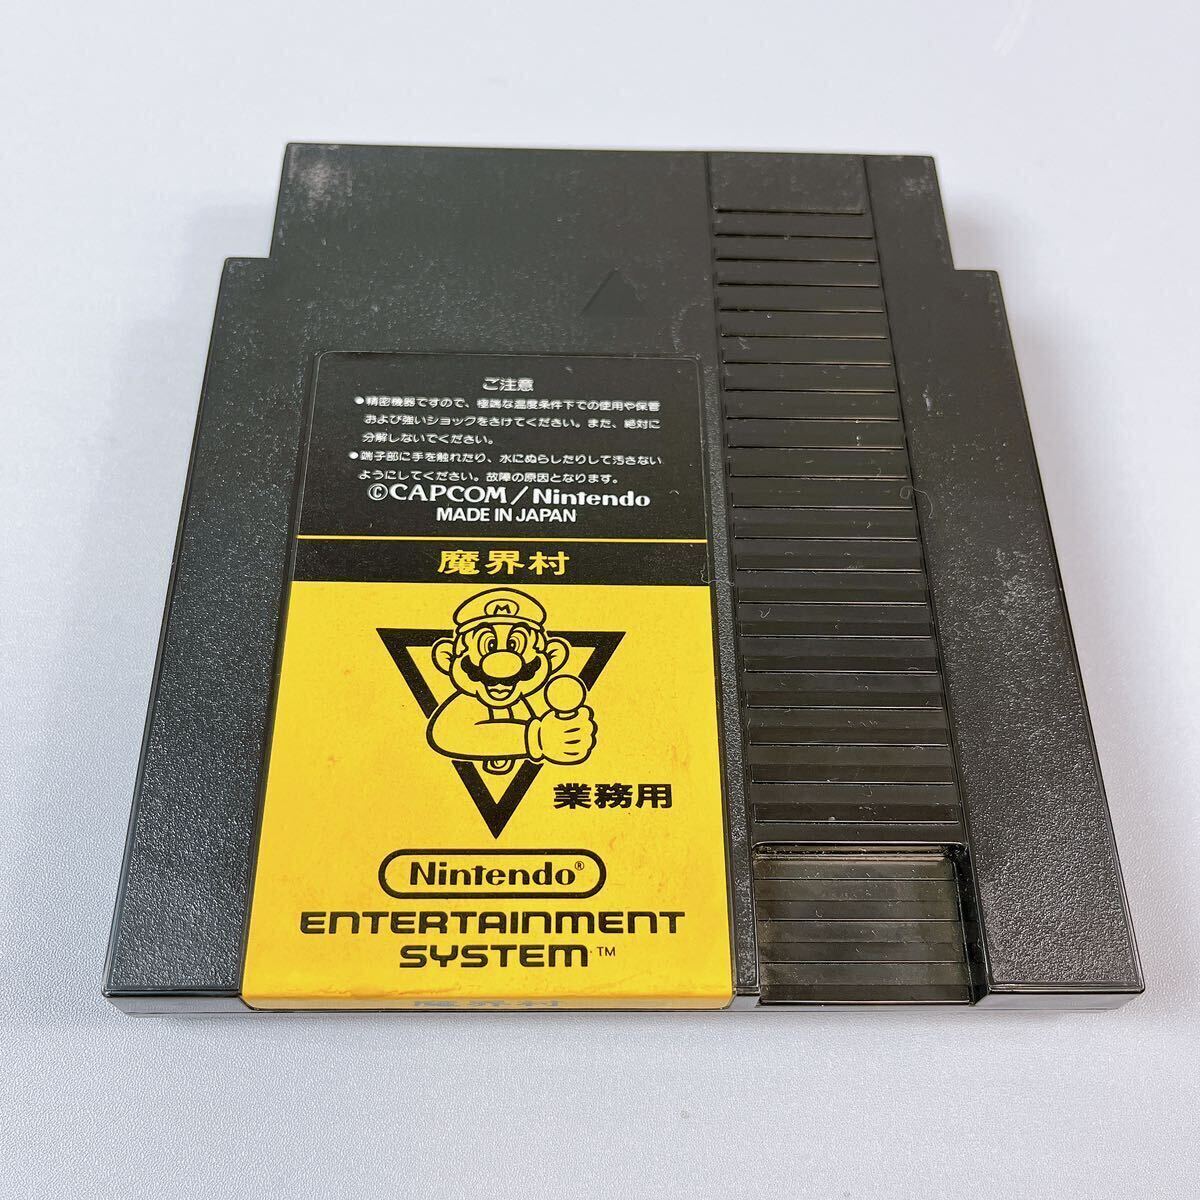 ご注意
●精密機器ですので、極端な温度条件下での使用や保管
および強いショックをさけてください。また、絶対に
分解しないでください。
●端子部に手を触れたり、水にぬらしたりして汚さない
ようにしてください。故障の原因となります。
©CAPCOM/Nintendo
MADE IN JAPAN
魔界村
M
業務用
Nintendo®
ENTERTAINMENT
SYSTEM™
魔界村